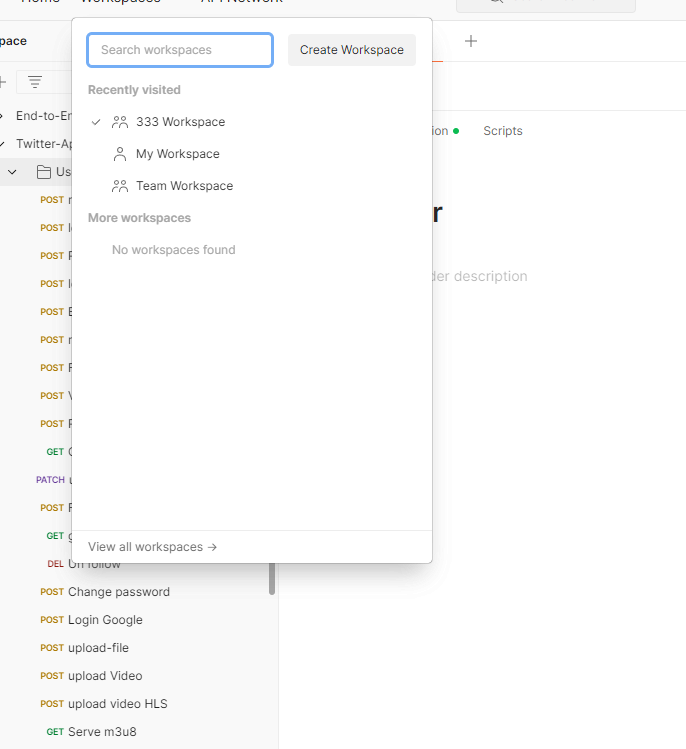 Home Workspaces API Network
pace
Search workspaces
Create Workspace
Recently visited
333 Workspace
My Workspace
Team Workspace
More workspaces
No workspaces found
View all workspaces →
End-to-En
Twitter-Ap
Us
POST
POST
POST
POST
POST
POST
POST
POST
POST
GET
PATCH
POST
GET
DEL Un follow
POST Change password
POST Login Google
POST upload-file
POST upload Video
POST upload video HLS
GET Serve m3u8
ion
Scripts
r
der description